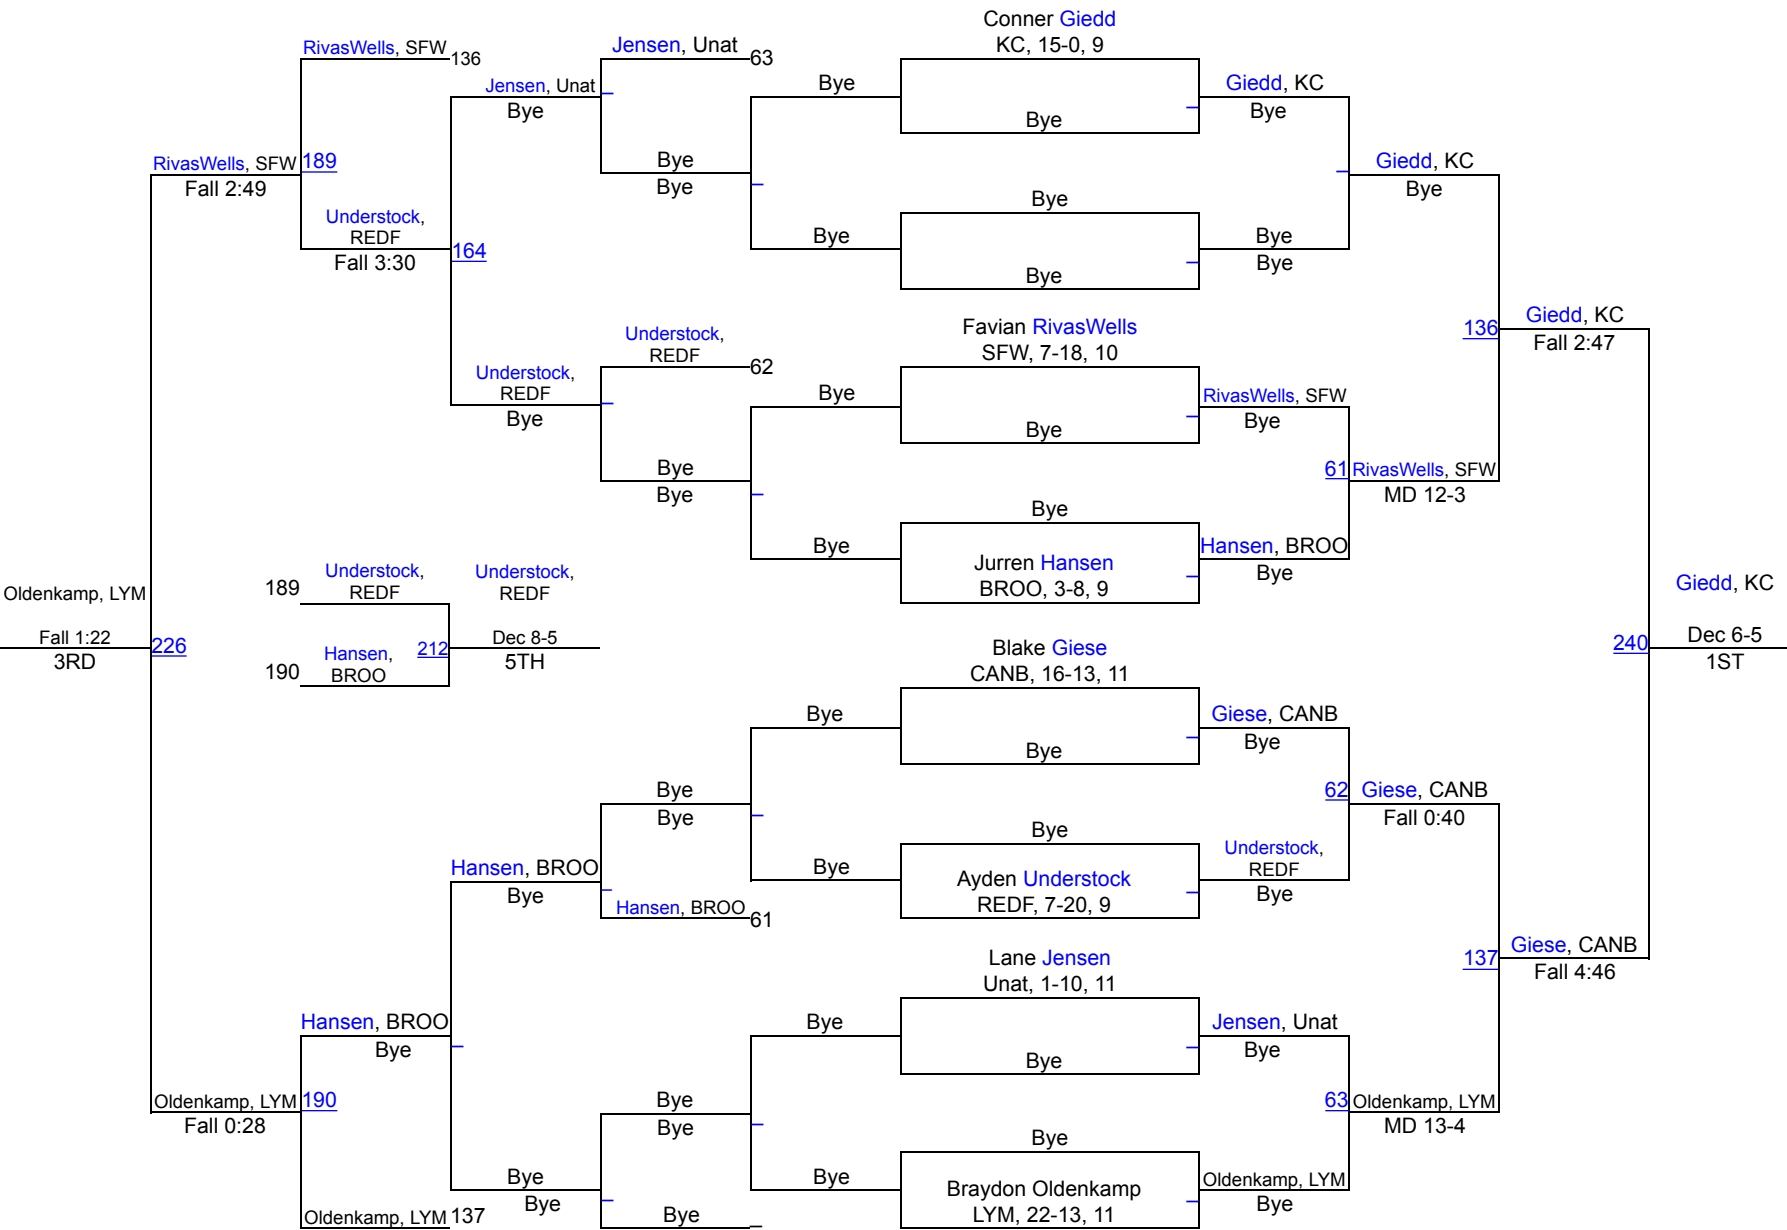 Conner Giedd
KC, 15-0, 9
RivasWells, SFW
136
Jensen, Unat
63
Jensen, Unat
Bye
Bye
Bye
Giedd, KC
Bye
RivasWells, SFW
189
Fall 2:49
Bye
Bye
Giedd, KC
Bye
Understock,
REDF
Fall 3:30
164
Bye
Bye
Bye
Bye
Bye
Understock,
REDF
62
Favian RivasWells
SFW, 7-18, 10
136
Giedd, KC
Fall 2:47
Understock,
REDF
Bye
Bye
Bye
RivasWells, SFW
Bye
Bye
Bye
61
RivasWells, SFW
MD 12-3
Bye
Bye
Jurren Hansen
BROO, 3-8, 9
Hansen, BROO
Bye
Oldenkamp, LYM
Fall 1:22
3RD
226
189
Understock,
REDF
190
Hansen,
BROO
212
Understock,
REDF
Dec 8-5
5TH
Giedd, KC
240
Dec 6-5
1ST
Blake Giese
CANB, 16-13, 11
Bye
Bye
Giese, CANB
Bye
Bye
Bye
62
Giese, CANB
Fall 0:40
Bye
Bye
Ayden Understock
REDF, 7-20, 9
Understock,
REDF
Bye
Hansen, BROO
Bye
Hansen, BROO
61
Lane Jensen
Unat, 1-10, 11
137
Giese, CANB
Fall 4:46
Hansen, BROO
Bye
Bye
Bye
Jensen, Unat
Bye
Oldenkamp, LYM
190
Fall 0:28
Bye
Bye
63
Oldenkamp, LYM
MD 13-4
Bye
Bye
Bye
Bye
Braydon Oldenkamp
LYM, 22-13, 11
Oldenkamp, LYM
Bye
Oldenkamp, LYM
137
Bye